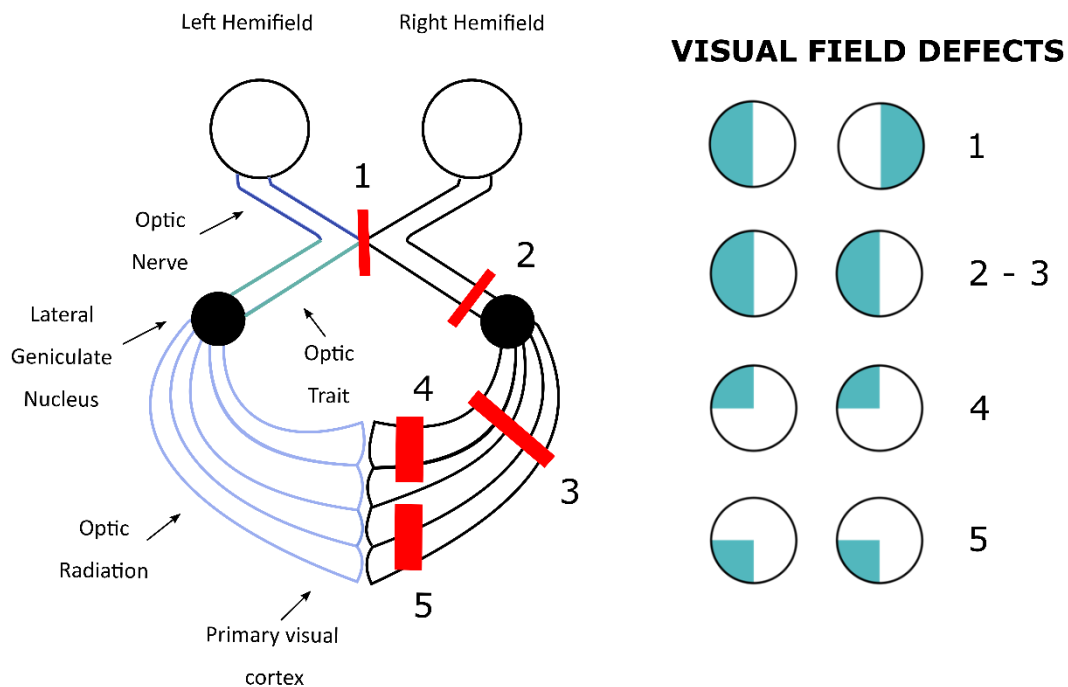 Left Hemifield
Right Hemifield
VISUAL FIELD DEFECTS
1
1
Optic
Nerve
2
2 - 3
Lateral
Geniculate
Nucleus
Optic
Trait
4
4
3
Optic
Radiation
5
5
Primary visual
cortex